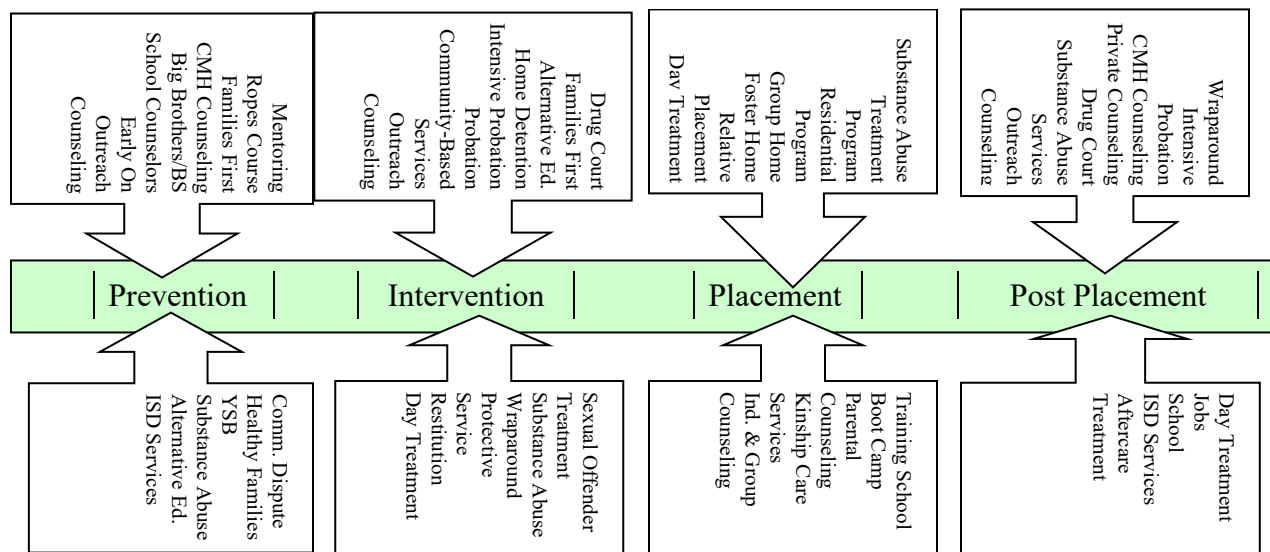 Mentoring
Ropes Course
Families First
CMH Counseling
Big Brothers/BS
School Counselors
Early On
Outreach
Counseling
Drug Court
Families First
Alternative Ed.
Home Detention
Intensive Probation
Probation
Community-Based
Services
Outreach
Counseling
Substance Abuse
Treatment
Program
Residential
Program
Group Home
Foster Home
Relative
Placement
Day Treatment
Wraparound
Intensive
Probation
CMH Counseling
Private Counseling
Drug Court
Substance Abuse
Services
Outreach
Counseling
Prevention
Intervention
Placement
Post Placement
Comm. Dispute
Healthy Families
YSB
Substance Abuse
Alternative Ed.
ISD Services
Sexual Offender
Treatment
Substance Abuse
Wraparound
Protective
Service
Restitution
Day Treatment
Training School
Boot Camp
Parental
Counseling
Kinship Care
Services
Ind. & Group
Counseling
Day Treatment
Jobs
School
ISD Services
Aftercare
Treatment